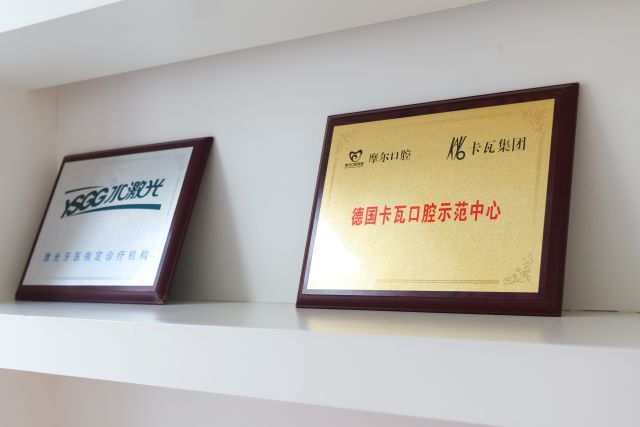 YSGG水激光
激光牙医指定诊疗机构
摩尔口腔
卡瓦集团
德国卡瓦口腔示范中心